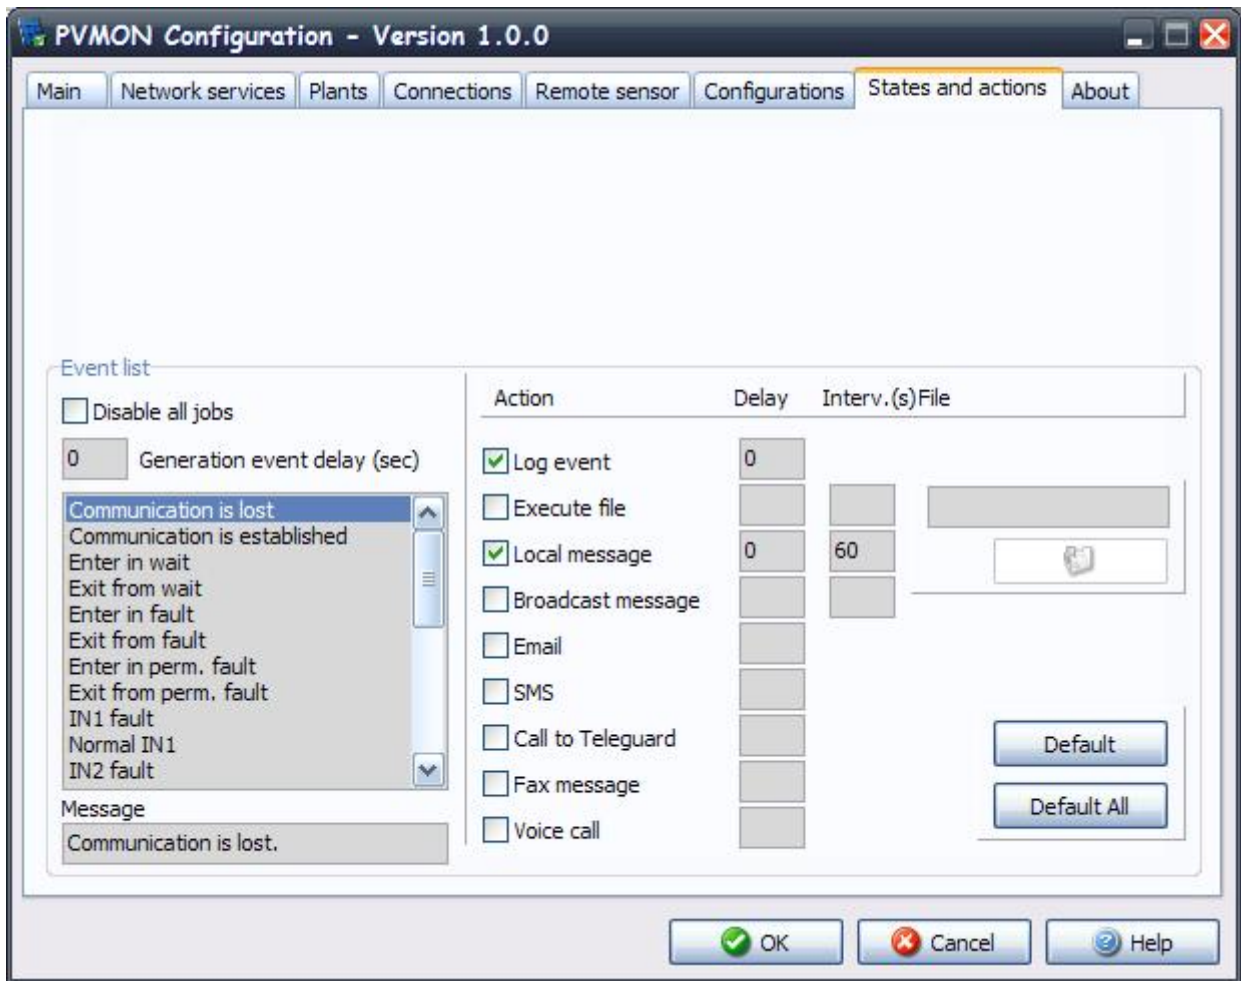 PVMON Configuration - Version 1.0.0
Main Network services Plants Connections Remote sensor Configurations States and actions About
Event list
Disable all jobs
0 Generation event delay (sec)
Communication is lost
Communication is established
Enter in wait
Exit from wait
Enter in fault
Exit from fault
Enter in perm. fault
Exit from perm. fault
IN1 fault
Normal IN1
IN2 fault
Message
Communication is lost.
Action Delay Interv.(s) File
Log event 0
Execute file
Local message 0 60
Broadcast message
Email
SMS
Call to Teleguard
Fax message
Voice call
Default
Default All
OK Cancel Help